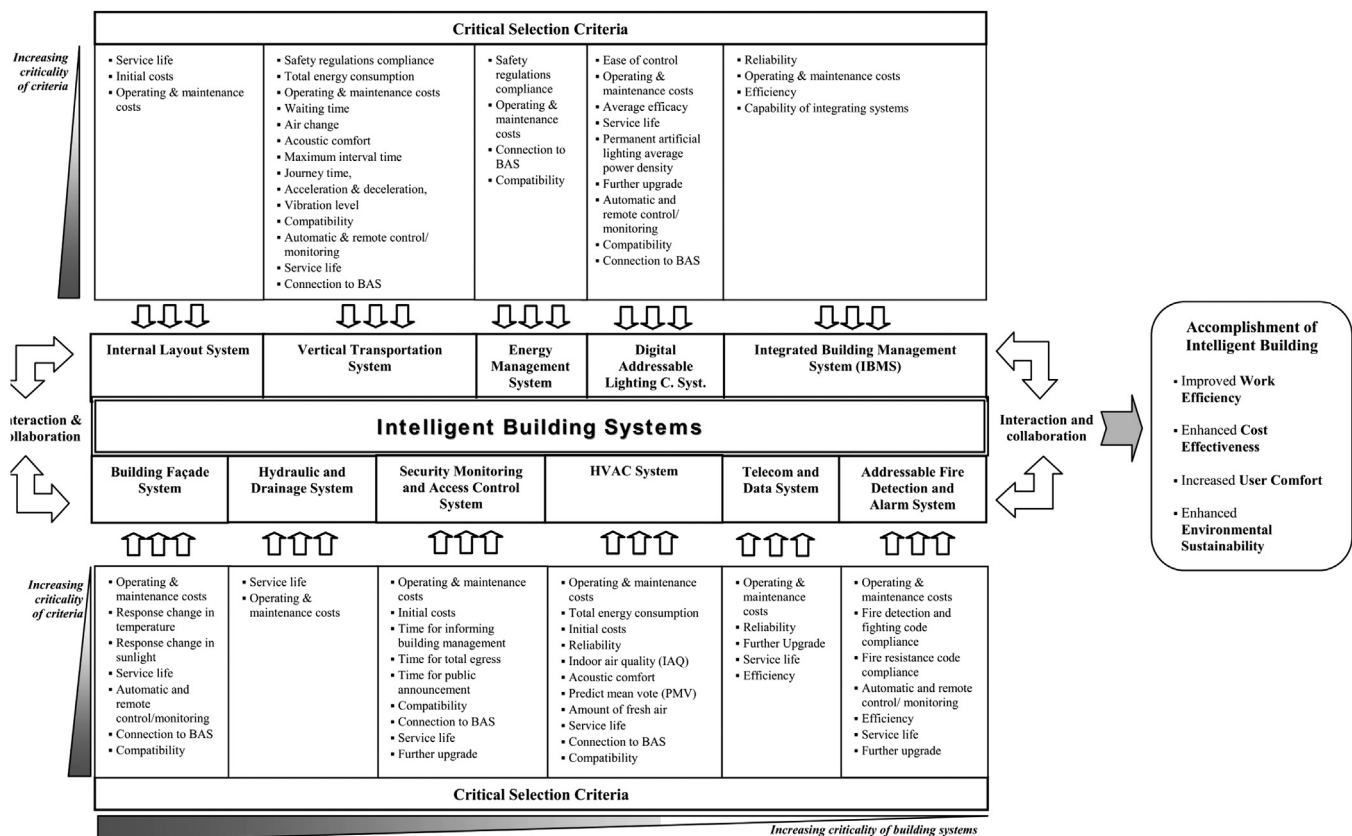 Critical Selection Criteria
Increasing
criticality
of criteria
▪ Service life
▪ Initial costs
▪ Operating & maintenance
costs
▪ Safety regulations compliance
▪ Total energy consumption
▪ Operating & maintenance costs
▪ Waiting time
▪ Air change
▪ Acoustic comfort
▪ Maximum interval time
▪ Journey time,
▪ Acceleration & deceleration,
▪ Vibration level
▪ Compatibility
▪ Automatic & remote control/
monitoring
▪ Service life
▪ Connection to BAS
▪ Safety
regulations
compliance
▪ Operating &
maintenance
costs
▪ Connection to
BAS
▪ Compatibility
▪ Ease of control
▪ Operating &
maintenance costs
▪ Average efficacy
▪ Service life
▪ Permanent artificial
lighting average
power density
▪ Further upgrade
▪ Automatic and
remote control/
monitoring
▪ Compatibility
▪ Connection to BAS
▪ Reliability
▪ Operating & maintenance costs
▪ Efficiency
▪ Capability of integrating systems
Internal Layout System
Vertical Transportation
System
Energy
Management
System
Digital
Addressable
Lighting C. Syst.
Integrated Building Management
System (IBMS)
nteraction &
ollaboration
Intelligent Building Systems
Interaction and
collaboration
Building Façade
System
Hydraulic and
Drainage System
Security Monitoring
and Access Control
System
HVAC System
Telecom and
Data System
Addressable Fire
Detection and
Alarm System
Accomplishment of
Intelligent Building
▪ Improved Work
Efficiency
▪ Enhanced Cost
Effectiveness
▪ Increased User Comfort
▪ Enhanced
Environmental
Sustainability
Increasing
criticality
of criteria
▪ Operating &
maintenance costs
▪ Response change in
temperature
▪ Response change in
sunlight
▪ Service life
▪ Automatic and
remote
control/monitoring
▪ Connection to BAS
▪ Compatibility
▪ Service life
▪ Operating &
maintenance costs
▪ Operating & maintenance
costs
▪ Initial costs
▪ Time for informing
building management
▪ Time for total egress
▪ Time for public
announcement
▪ Compatibility
▪ Connection to BAS
▪ Service life
▪ Further upgrade
▪ Operating & maintenance
costs
▪ Total energy consumption
▪ Initial costs
▪ Reliability
▪ Indoor air quality (IAQ)
▪ Acoustic comfort
▪ Predict mean vote (PMV)
▪ Amount of fresh air
▪ Service life
▪ Connection to BAS
▪ Compatibility
▪ Operating &
maintenance
costs
▪ Reliability
▪ Further Upgrade
▪ Service life
▪ Efficiency
▪ Operating &
maintenance costs
▪ Fire detection and
fighting code
compliance
▪ Fire resistance code
compliance
▪ Automatic and remote
control/ monitoring
▪ Efficiency
▪ Service life
▪ Further upgrade
Critical Selection Criteria
Increasing criticality of building systems